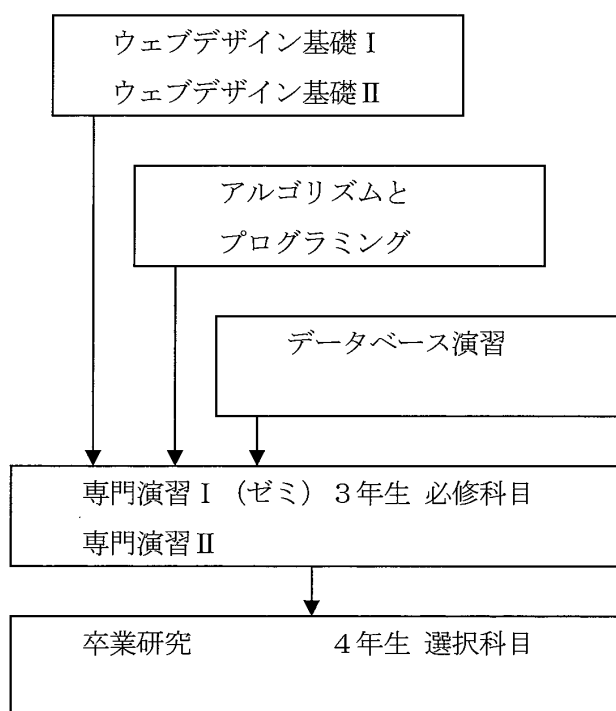 ウェブデザイン基礎Ⅰ
ウェブデザイン基礎Ⅱ
アルゴリズムと
プログラミング
データベース演習
専門演習Ⅰ（ゼミ）３年生 必修科目
専門演習Ⅱ
卒業研究 ４年生 選択科目